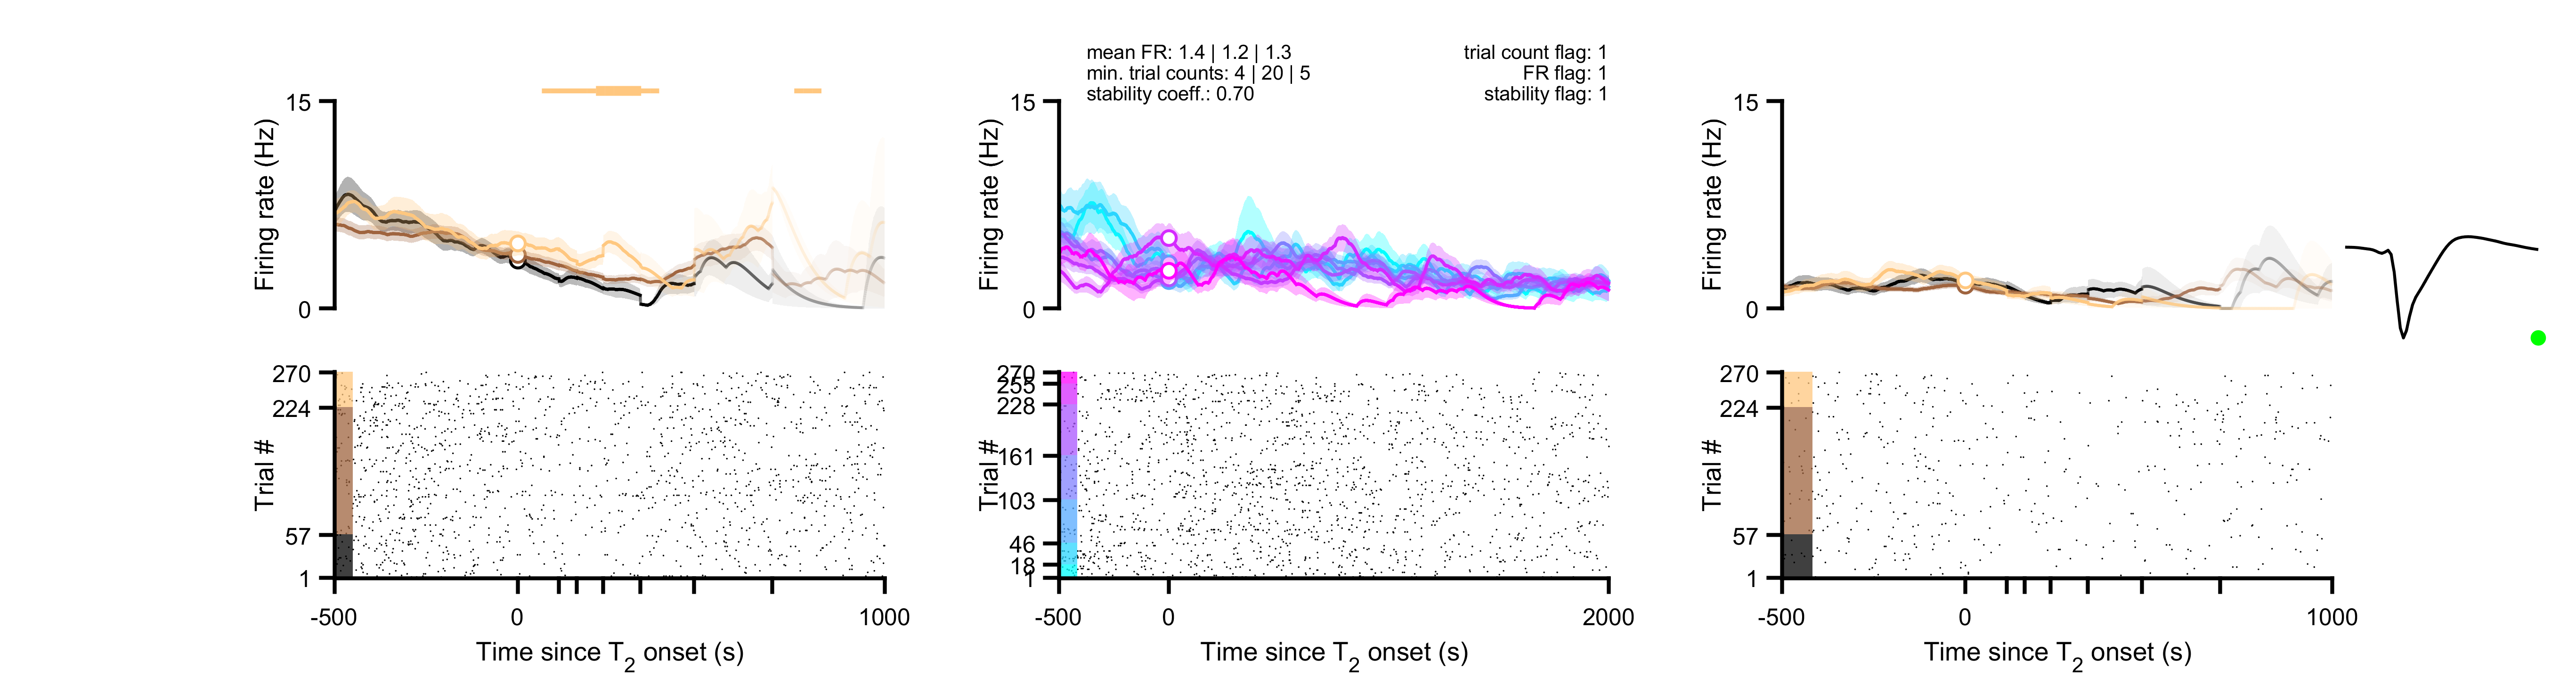 mean FR: 1.4 | 1.2 | 1.3
min. trial counts: 4 | 20 | 5
stability coeff.: 0.70
trial count flag: 1
FR flag: 1
stability flag: 1
15
Firing rate (Hz)
0
270
224
Trial #
57
1
-500
0
1000
Time since T2 onset (s)
15
Firing rate (Hz)
0
270
255
228
Trial #
161
103
46
18
1
-500
0
2000
Time since T2 onset (s)
15
Firing rate (Hz)
0
270
224
Trial #
57
1
-500
0
1000
Time since T2 onset (s)